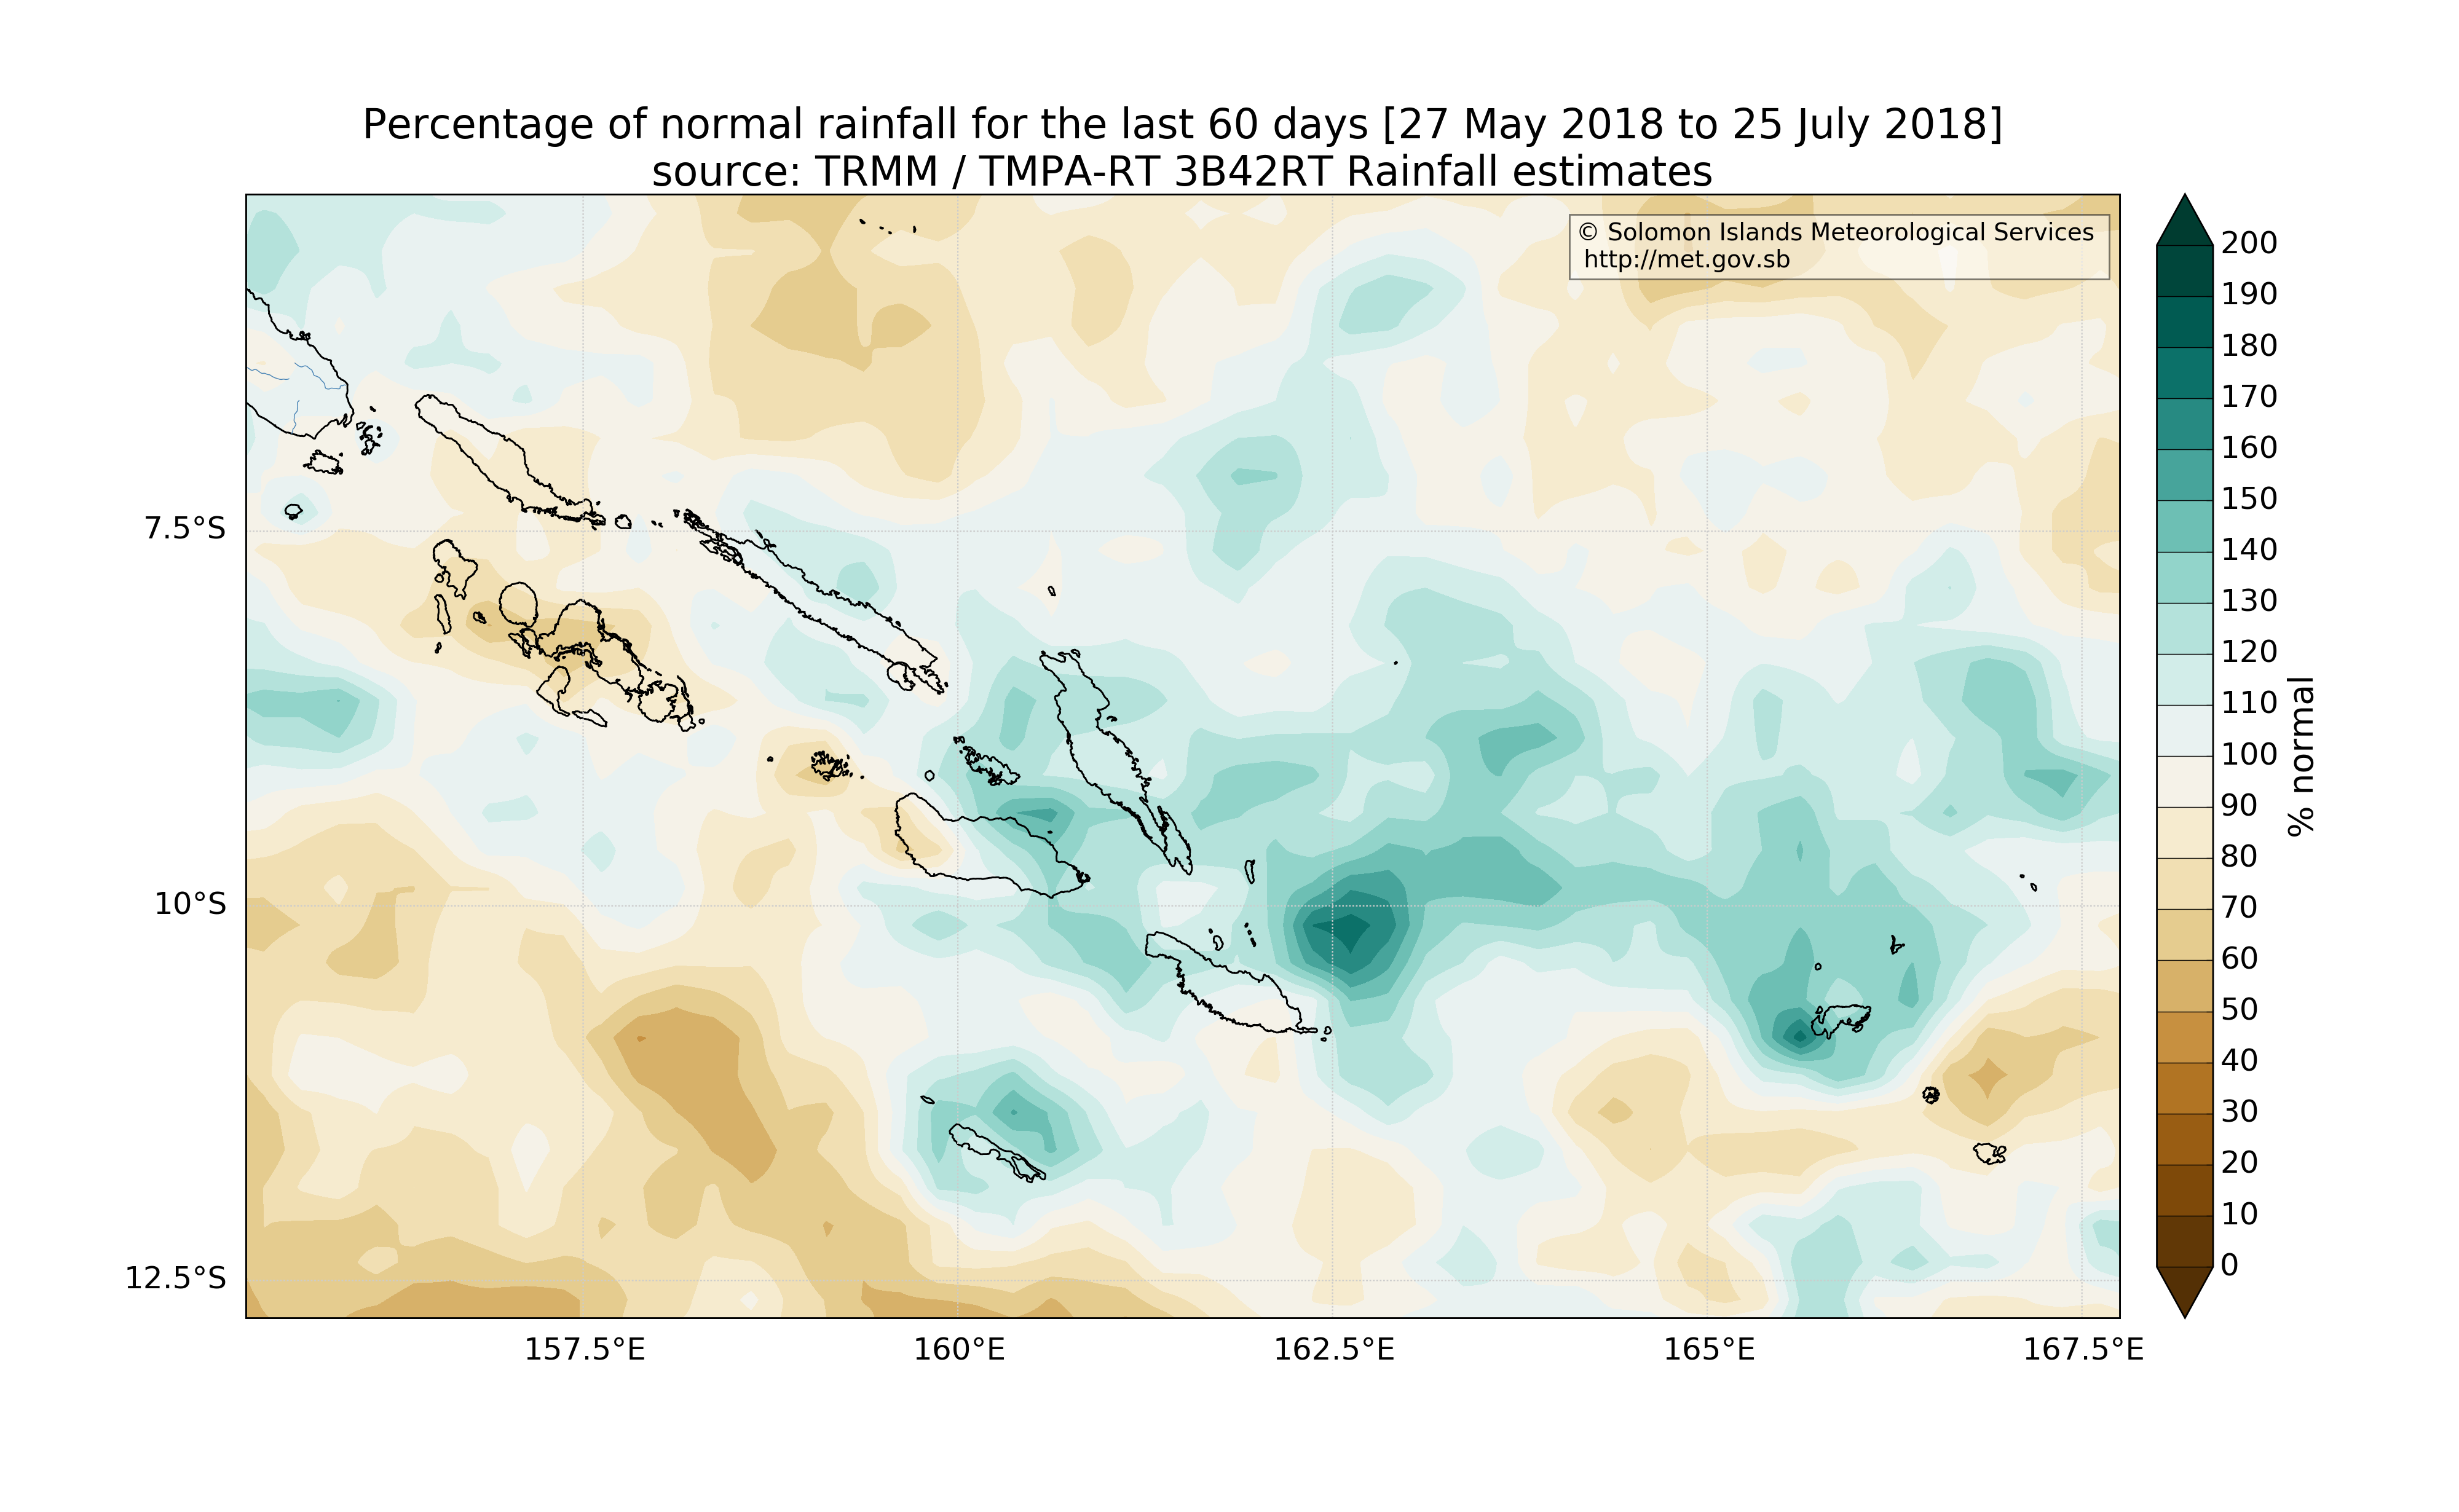 Percentage of normal rainfall for the last 60 days [27 May 2018 to 25 July 2018]
source: TRMM / TMPA-RT 3B42RT Rainfall estimates
© Solomon Islands Meteorological Services
http://met.gov.sb
7.5°S
10°S
12.5°S
157.5°E
160°E
162.5°E
165°E
167.5°E
200
190
180
170
160
150
140
130
120
110
100
90
80
70
60
50
40
30
20
10
0
% normal